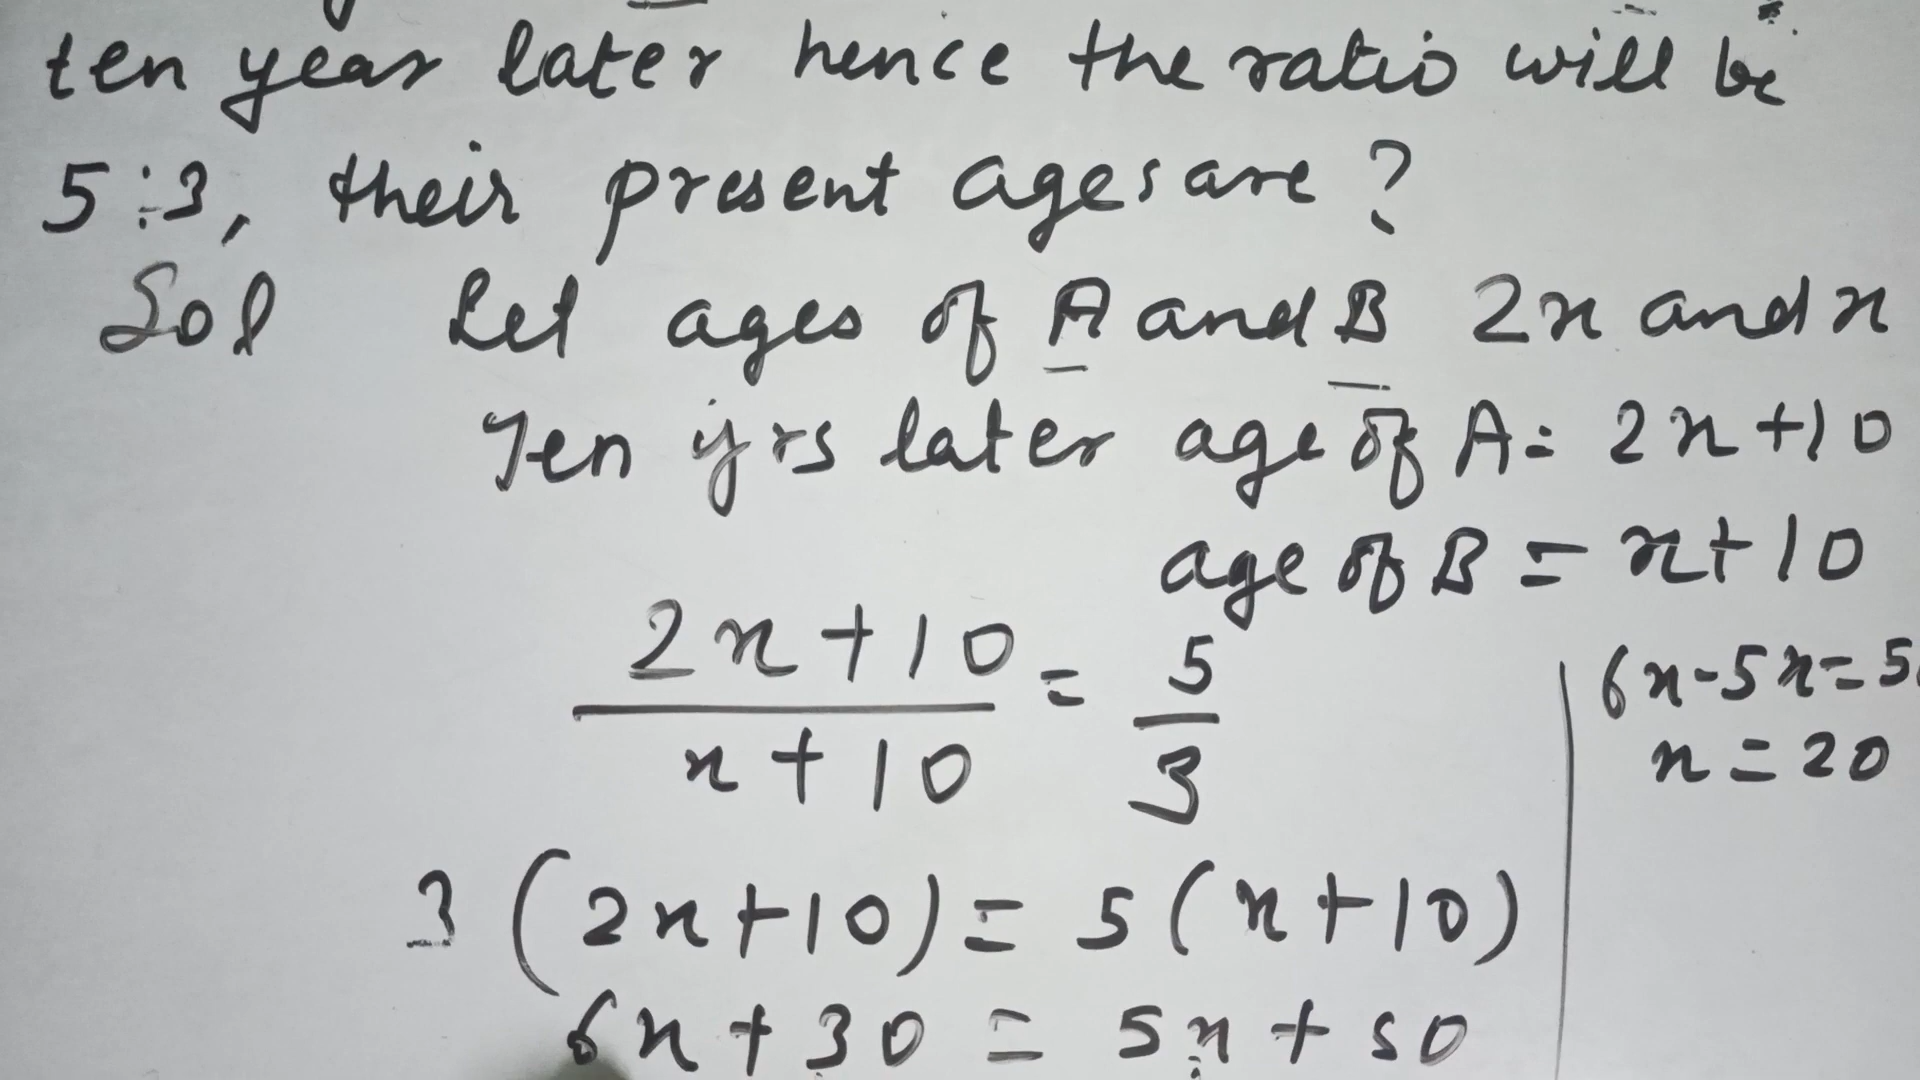 ten year later hence the ratio will be
5:3, their present ages are?
Sol Let ages of A and B 2x and x
Ten yrs later age of A= 2x+10
age of B = x+10
2x+10 = 5
x+10 3
6x-5x=5
x=20
3(2x+10)=5(x+10)
6x+30=5x+50